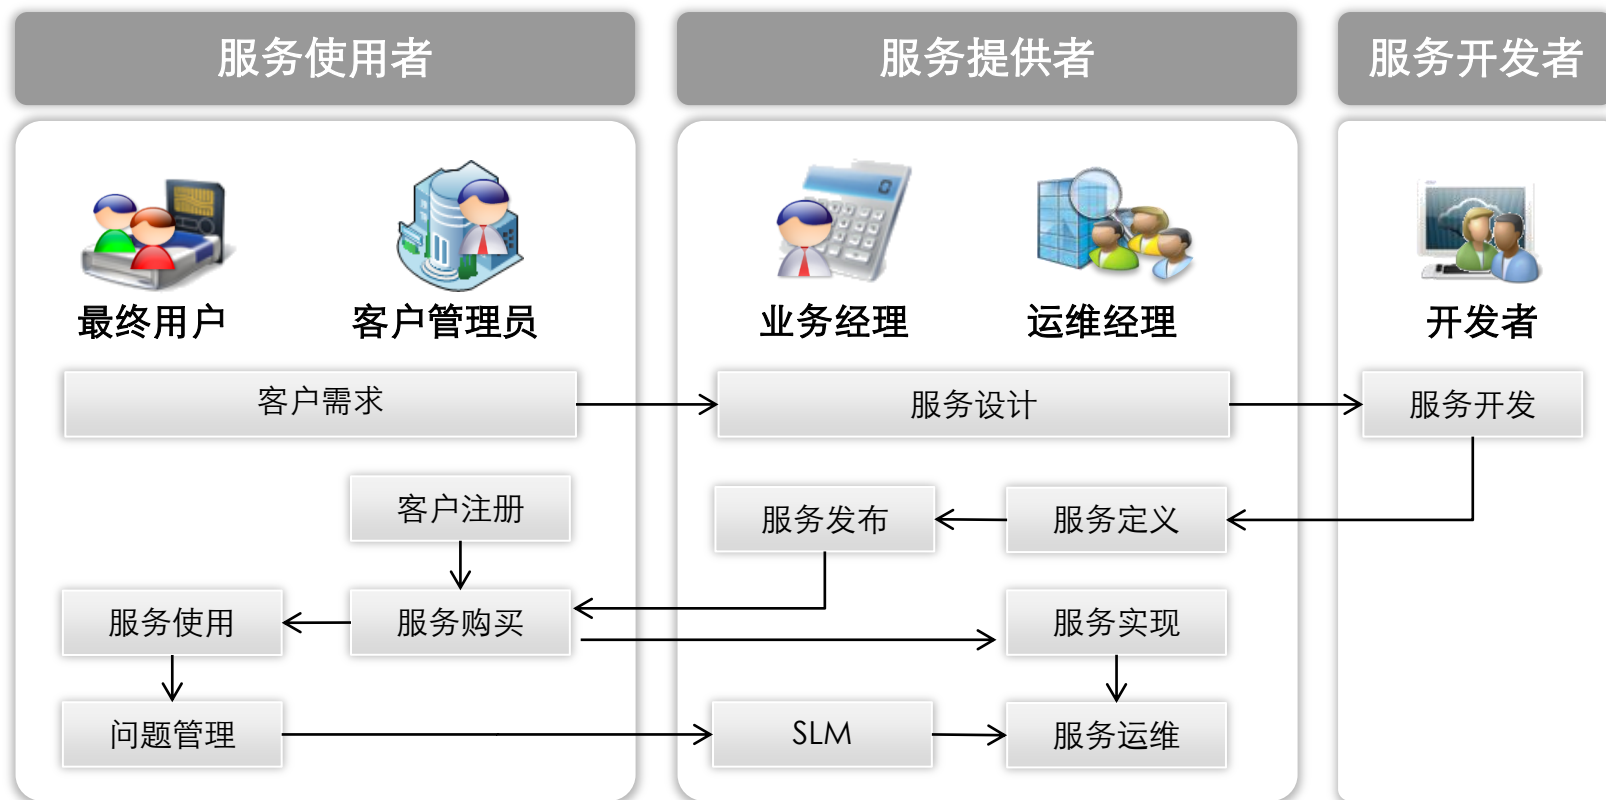 服务使用者
服务提供者
服务开发者
最终用户
客户管理员
业务经理
运维经理
开发者
客户需求
服务设计
服务开发
客户注册
服务发布
服务定义
服务使用
服务购买
服务实现
问题管理
SLM
服务运维